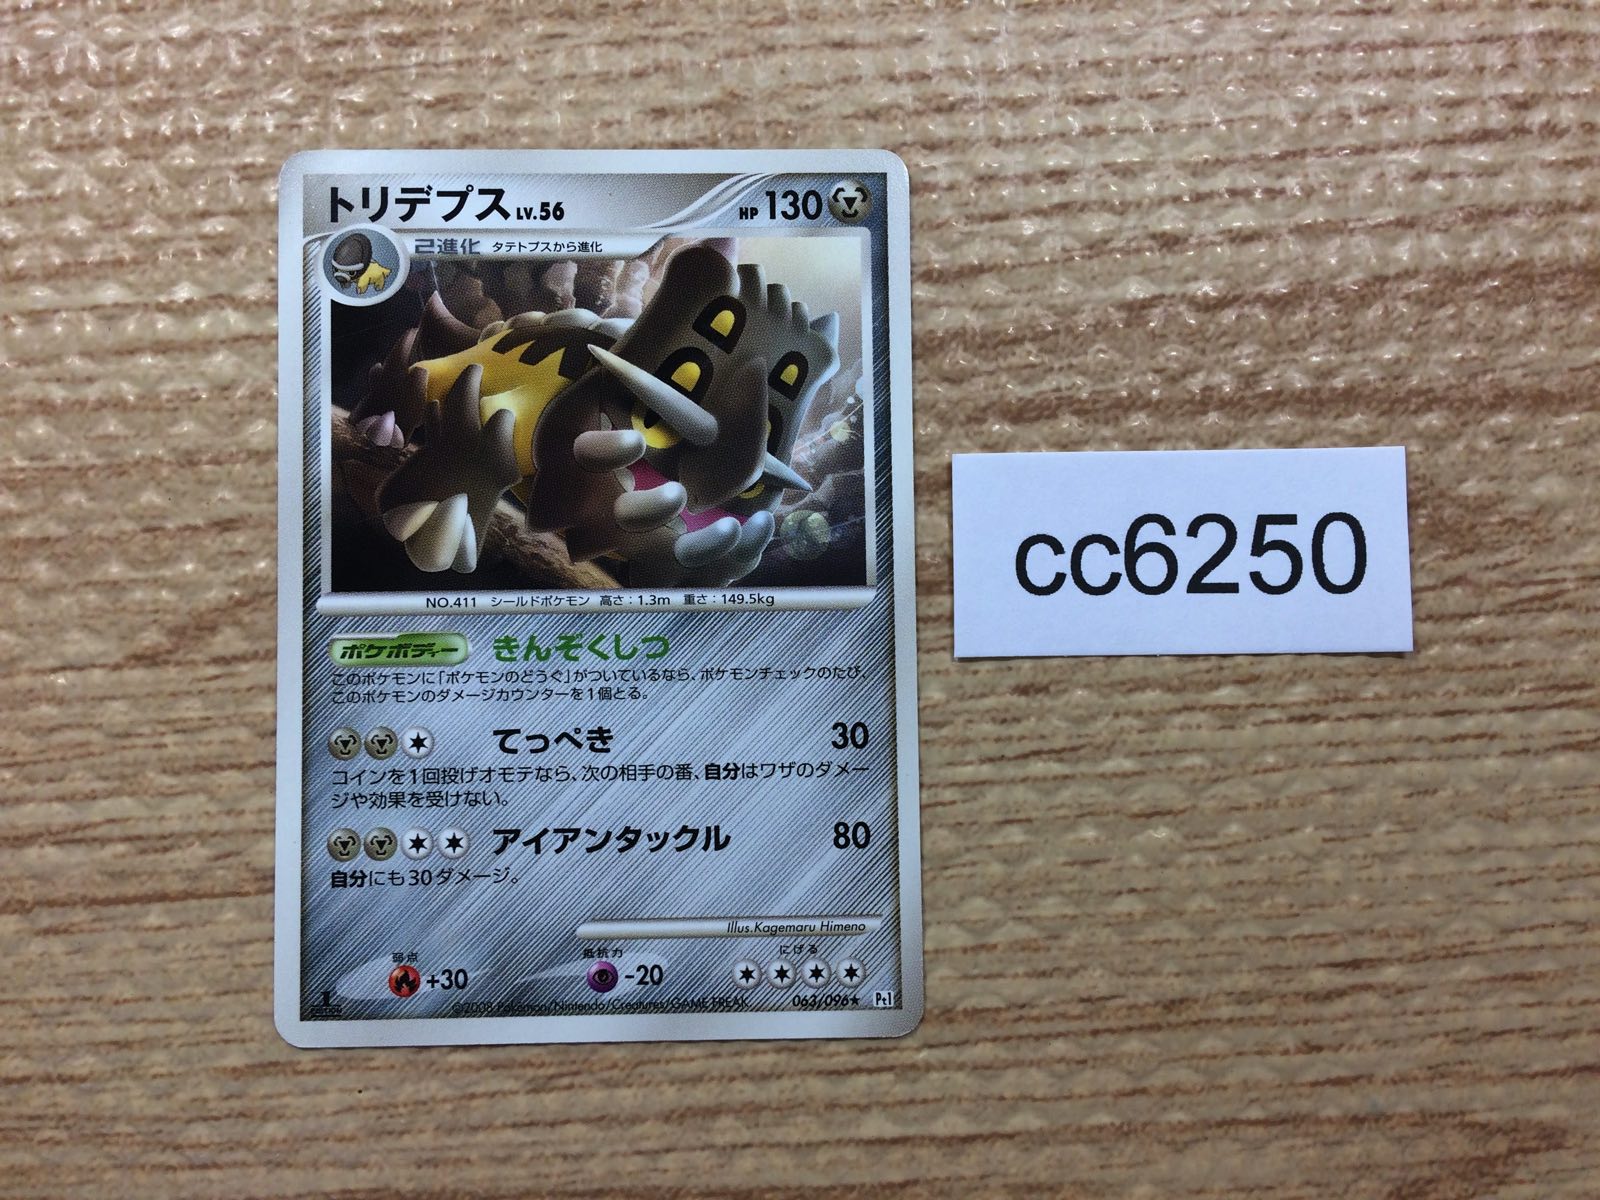 トリデプス LV.56 HP 130
2進化 タテトプスから進化
NO.411 シールドポケモン 高さ：1.3m 重さ：149.5kg
ポケボディー きんぞくしつ
このポケモンに「ポケモンのどうぐ」がついているなら、ポケモンチェックのたび、
このポケモンのダメージカウンターを1個とる。
てっぺき 30
コインを1回投げオモテなら、次の相手の番、自分はワザのダメー
ジや効果を受けない。
アイアンタックル 80
自分にも30ダメージ。
Illus.Kagemaru Himeno
弱点 抵抗力 にげる
+30 -20
1 EDITION ©2008 Pokémon/Nintendo/Creatures/GAME FREAK. 063/096★ Pt1
cc6250